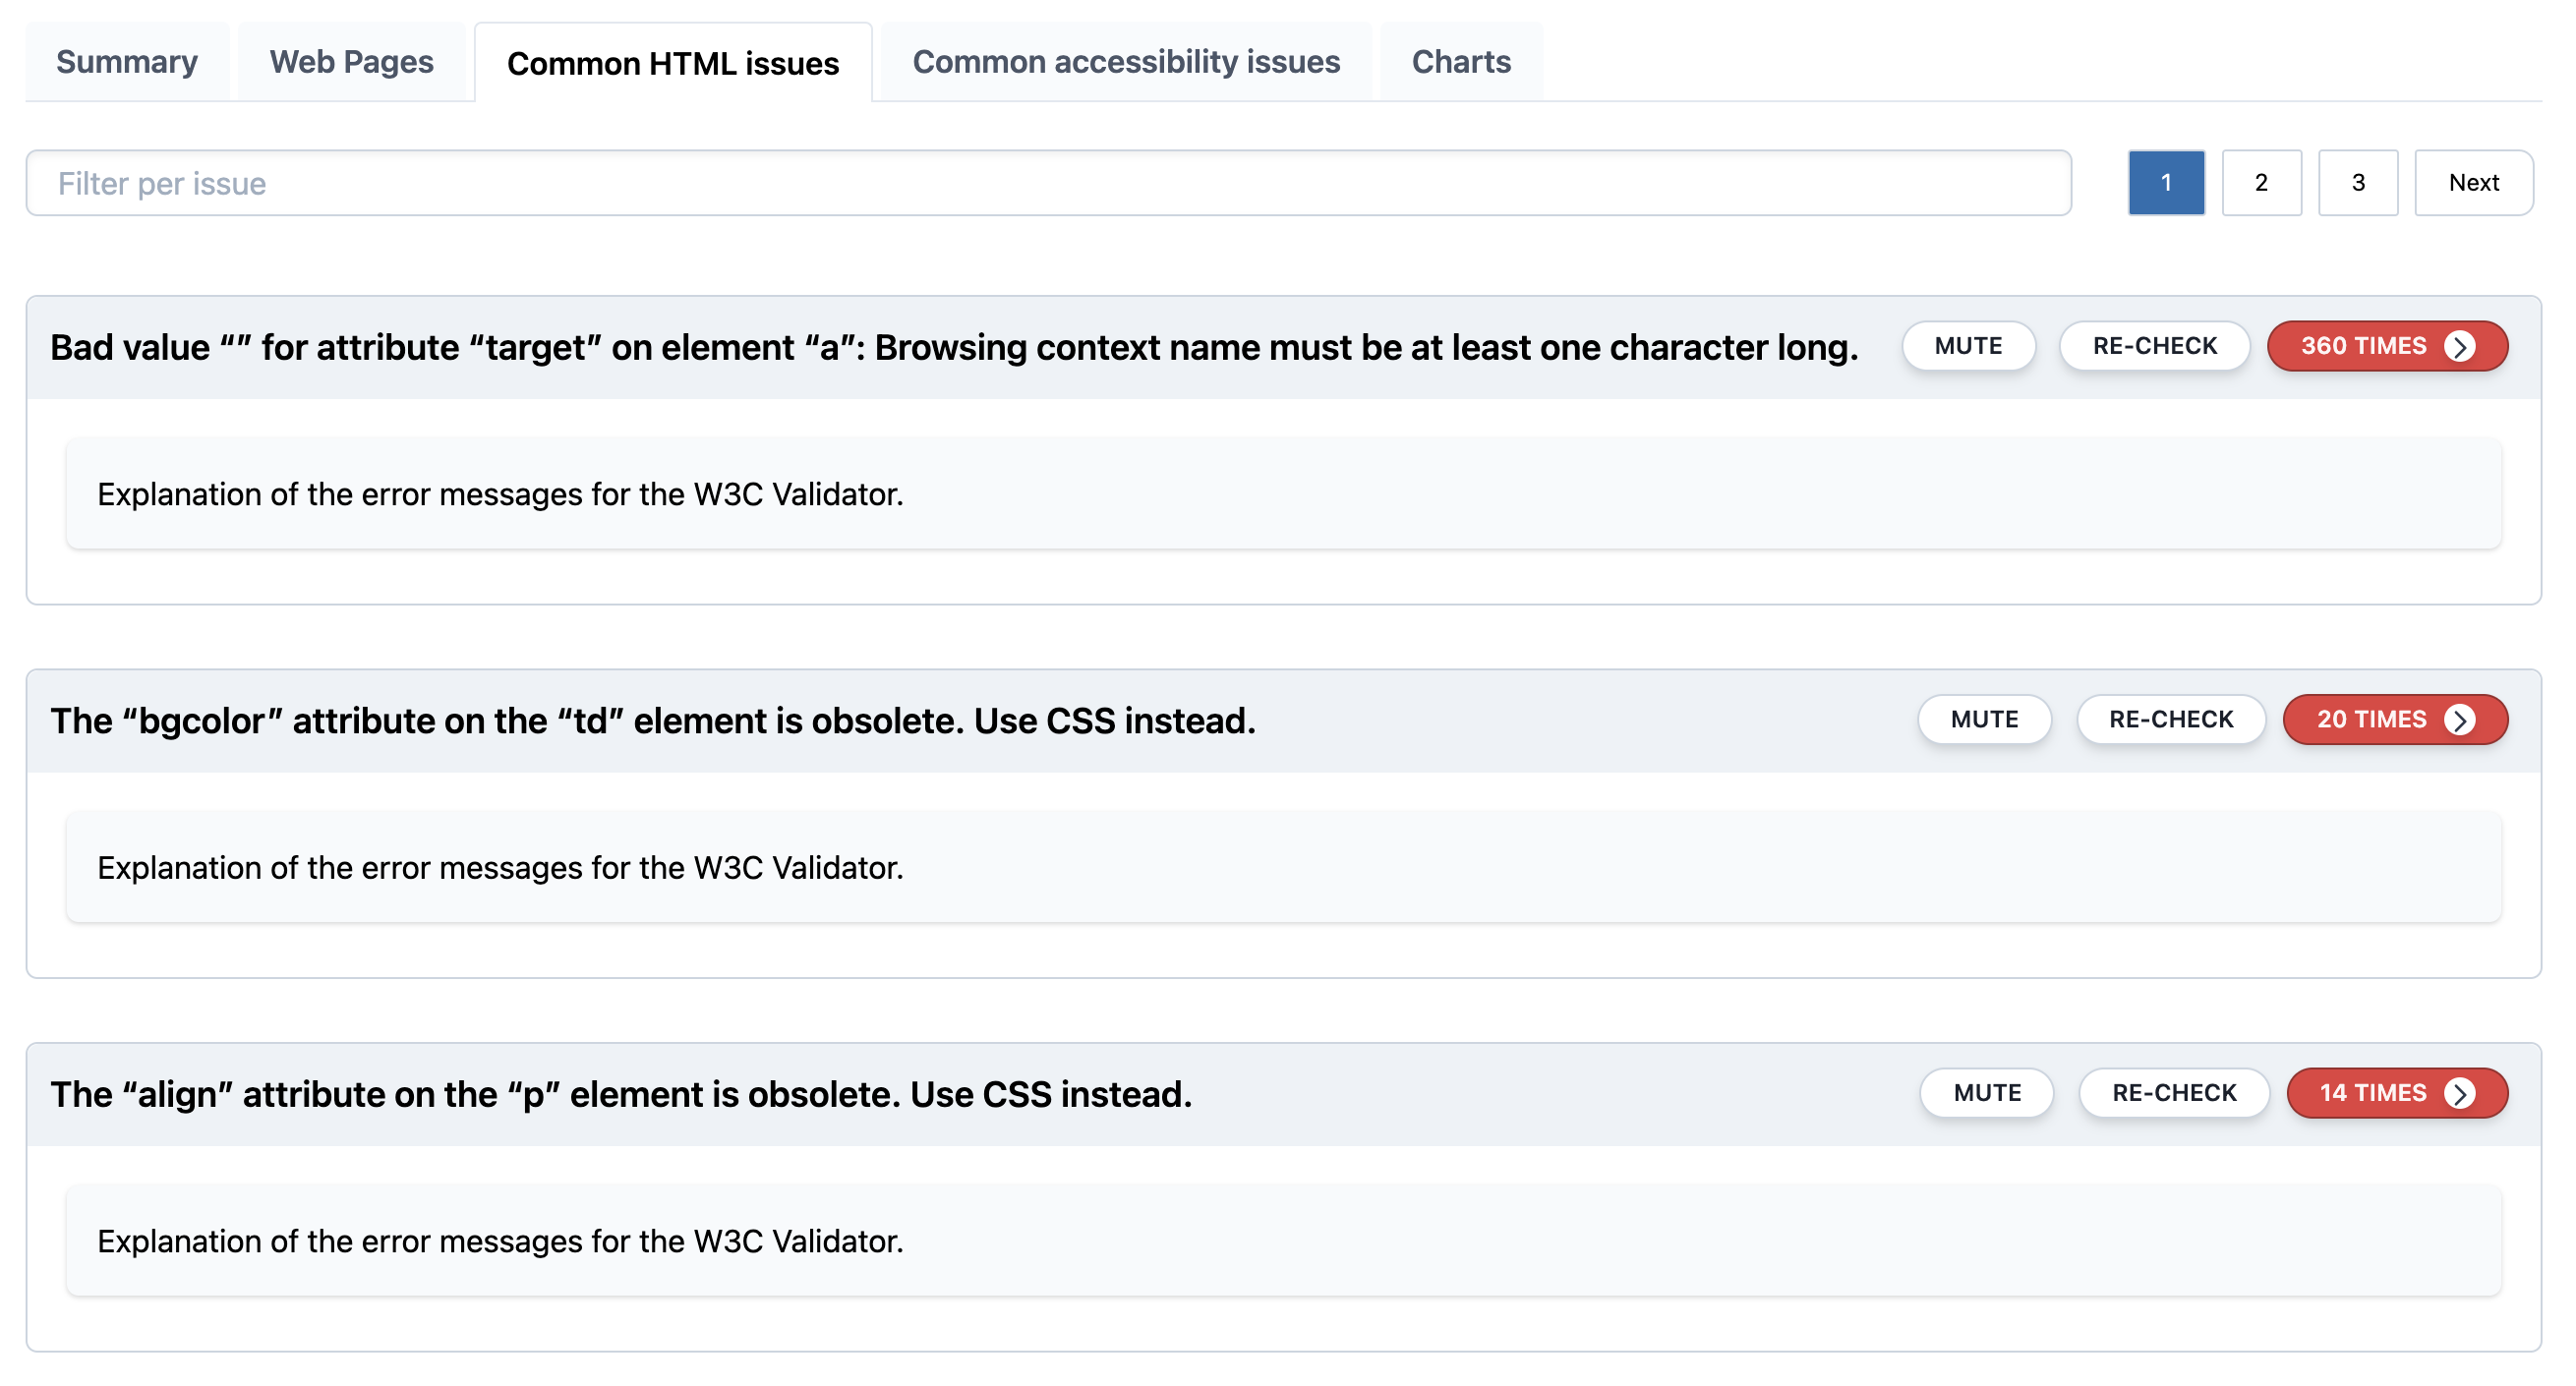 Summary Web Pages Common HTML issues Common accessibility issues Charts
Filter per issue 1 2 3 Next
Bad value “” for attribute “target” on element “a”: Browsing context name must be at least one character long. MUTE RE-CHECK 360 TIMES
Explanation of the error messages for the W3C Validator.
The “bgcolor” attribute on the “td” element is obsolete. Use CSS instead. MUTE RE-CHECK 20 TIMES
Explanation of the error messages for the W3C Validator.
The “align” attribute on the “p” element is obsolete. Use CSS instead. MUTE RE-CHECK 14 TIMES
Explanation of the error messages for the W3C Validator.